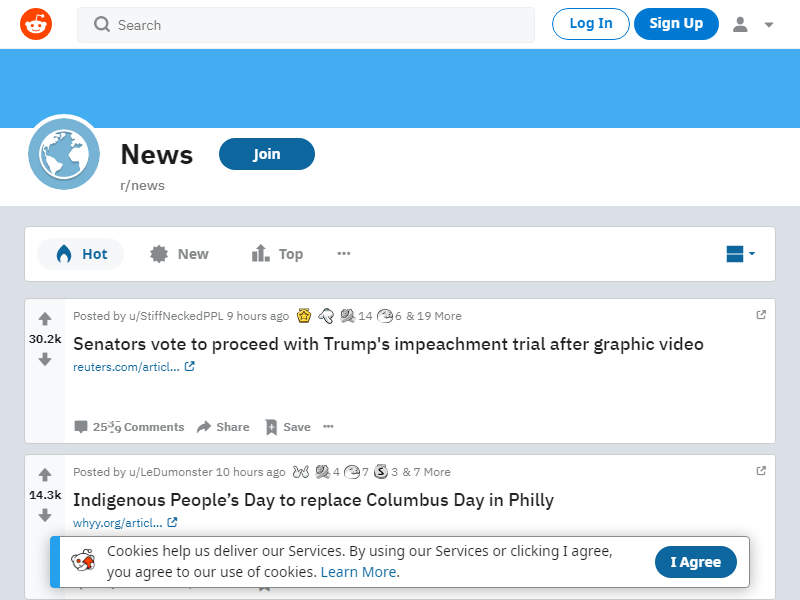 Search
Log In
Sign Up
News
Join
r/news
Hot
New
Top
Posted by u/StiffNeckedPPL 9 hours ago 14 6 & 19 More
30.2k
Senators vote to proceed with Trump's impeachment trial after graphic video
reuters.com/articl...
Comments Share Save
Posted by u/LeDumonster 10 hours ago 4 7 3 & 7 More
14.3k
Indigenous People’s Day to replace Columbus Day in Philly
whyy.org/articl...
Cookies help us deliver our Services. By using our Services or clicking I agree,
you agree to our use of cookies. Learn More.
I Agree